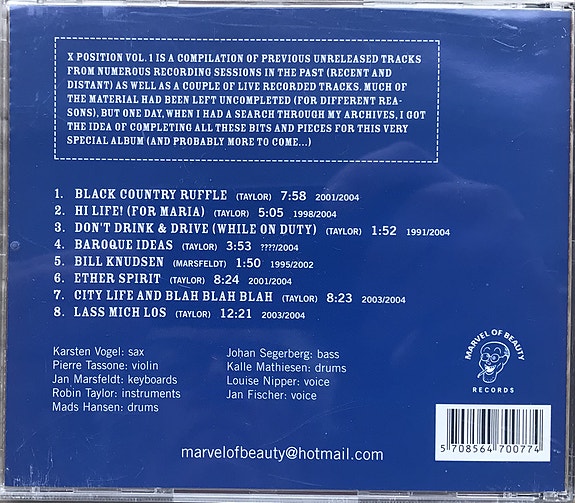 X POSITION VOL. 1 IS A COMPILATION OF PREVIOUS UNRELEASED TRACKS
FROM NUMEROUS RECORDING SESSIONS IN THE PAST (RECENT AND
DISTANT) AS WELL AS A COUPLE OF LIVE RECORDED TRACKS. MUCH OF
THE MATERIAL HAD BEEN LEFT UNCOMPLETED (FOR DIFFERENT REA-
SONS), BUT ONE DAY, WHEN I HAD A SEARCH THROUGH MY ARCHIVES, I GOT
THE IDEA OF COMPLETING ALL THESE BITS AND PIECES FOR THIS VERY
SPECIAL ALBUM (AND PROBABLY MORE TO COME...)
1. BLACK COUNTRY RUFFLE (TAYLOR) 7:58 2001/2004
2. HI LIFE! (FOR MARIA) (TAYLOR) 5:05 1998/2004
3. DON'T DRINK & DRIVE (WHILE ON DUTY) (TAYLOR) 1:52 1991/2004
4. BAROQUE IDEAS (TAYLOR) 3:53 ????/2004
5. BILL KNUDSEN (MARSFELDT) 1:50 1995/2002
6. ETHER SPIRIT (TAYLOR) 8:24 2001/2004
7. CITY LIFE AND BLAH BLAH BLAH (TAYLOR) 8:23 2003/2004
8. LASS MICH LOS (TAYLOR) 12:21 2003/2004
Karsten Vogel: sax
Pierre Tassone: violin
Jan Marsfeldt: keyboards
Robin Taylor: instruments
Mads Hansen: drums
Johan Segerberg: bass
Kalle Mathiesen: drums
Louise Nipper: voice
Jan Fischer: voice
MARVEL OF BEAUTY
RECORDS
5 708564 700774
marvelofbeauty@hotmail.com